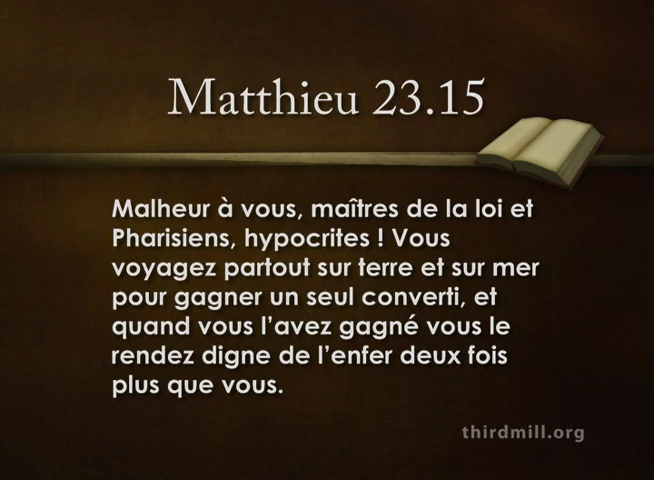 Matthieu 23.15
Malheur à vous, maîtres de la loi et
Pharisiens, hypocrites ! Vous
voyagez partout sur terre et sur mer
pour gagner un seul converti, et
quand vous l’avez gagné vous le
rendez digne de l’enfer deux fois
plus que vous.
thirdmill.org